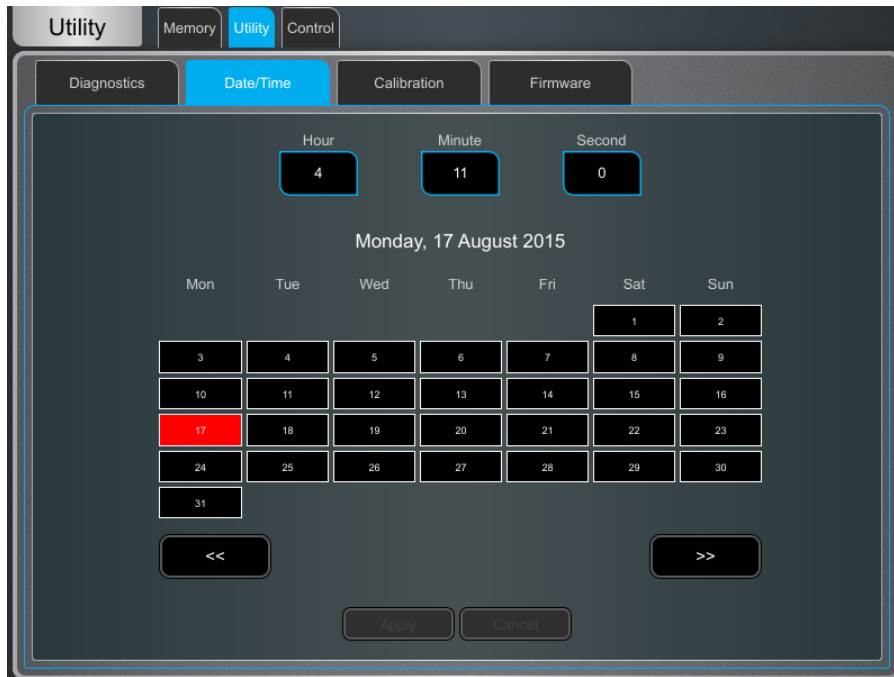 Utility Memory Utility Control
Diagnostics Date/Time Calibration Firmware
Hour Minute Second
4 11 0
Monday, 17 August 2015
Mon Tue Wed Thu Fri Sat Sun
1 2
3 4 5 6 7 8 9
10 11 12 13 14 15 16
17 18 19 20 21 22 23
24 25 26 27 28 29 30
31
<< >>
Apply Cancel